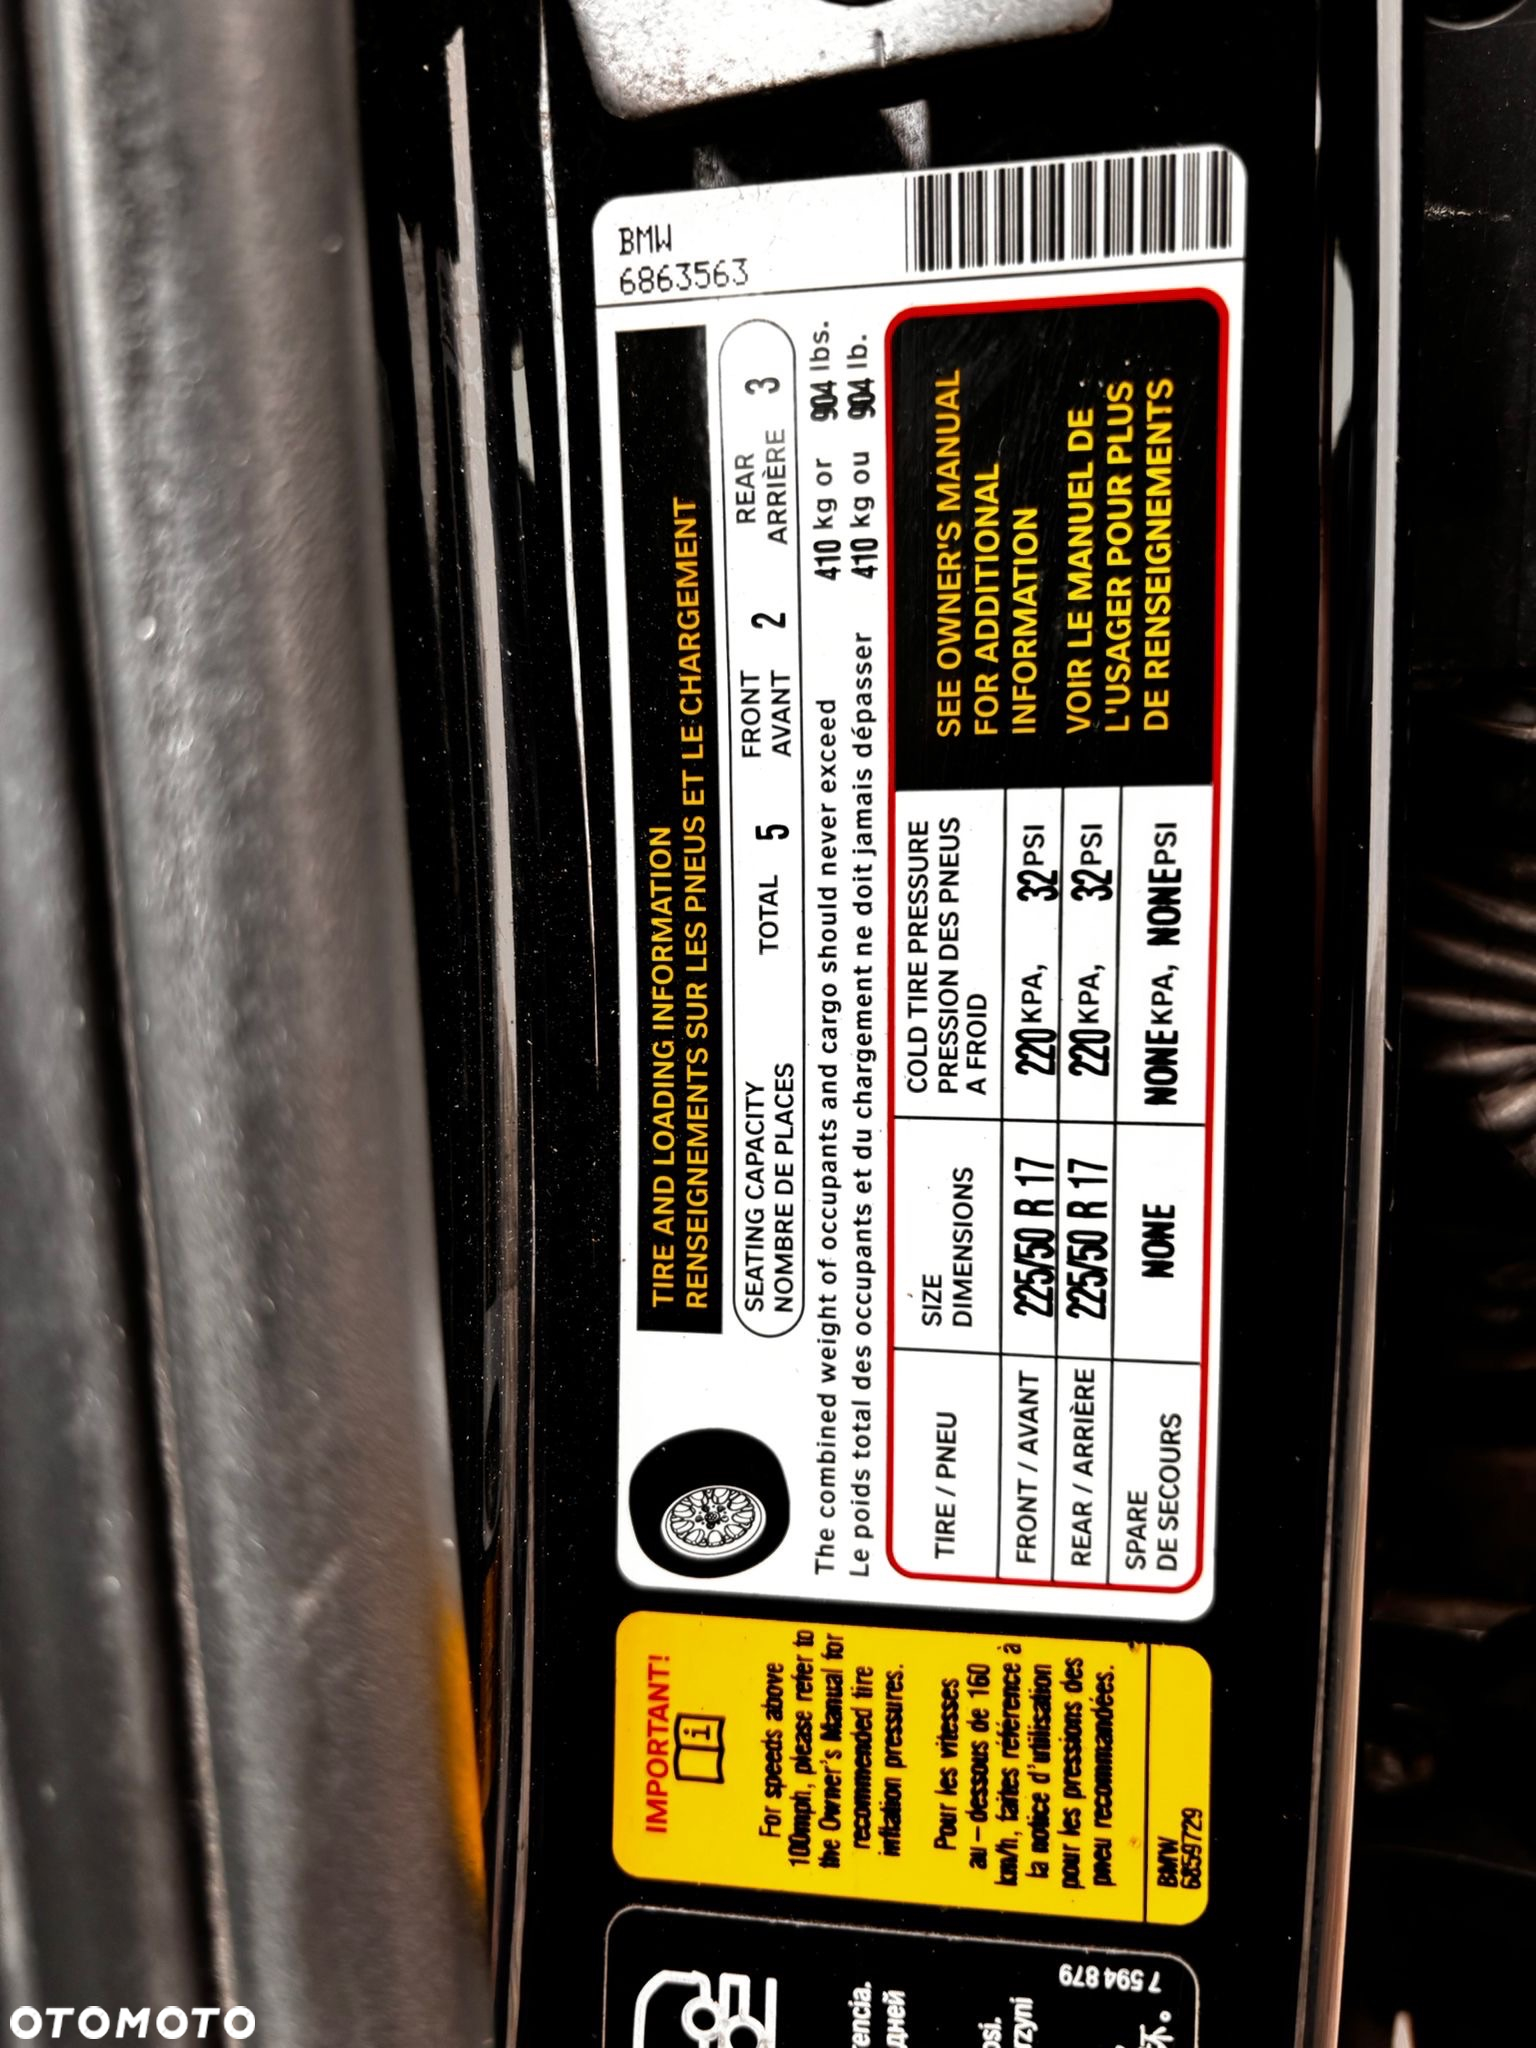 BMW
6863563
TIRE AND LOADING INFORMATION
RENSEIGNEMENTS SUR LES PNEUS ET LE CHARGEMENT
SEATING CAPACITY TOTAL 5 FRONT 2 REAR 3
NOMBRE DE PLACES AVANT ARRIÈRE
The combined weight of occupants and cargo should never exceed 410 kg or 904 lbs.
Le poids total des occupants et du chargement ne doit jamais dépasser 410 kg ou 904 lb.
TIRE / PNEU
SIZE
DIMENSIONS
COLD TIRE PRESSURE
PRESSION DES PNEUS
A FROID
FRONT / AVANT 225/50 R 17 220 KPA, 32 PSI
REAR / ARRIÈRE 225/50 R 17 220 KPA, 32 PSI
SPARE
DE SECOURS NONE NONE KPA, NONE PSI
SEE OWNER'S MANUAL
FOR ADDITIONAL
INFORMATION
VOIR LE MANUEL DE
L'USAGER POUR PLUS
DE RENSEIGNEMENTS
IMPORTANT!
i
For speeds above
100mph, please refer to
the Owner's Manual for
recommended tire
inflation pressures.
Pour les vitesses
au-dessous de 160
km/h, faites référence à
la notice d'utilisation
pour les pressions des
pneu recommandées.
BMW
6859729
7 594 879
rencia.
дней
osi.
rzyni
OTOMOTO